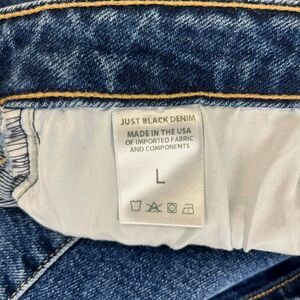 JUST BLACK DENIM
MADE IN THE USA
OF IMPORTED FABRIC
AND COMPONENTS
L